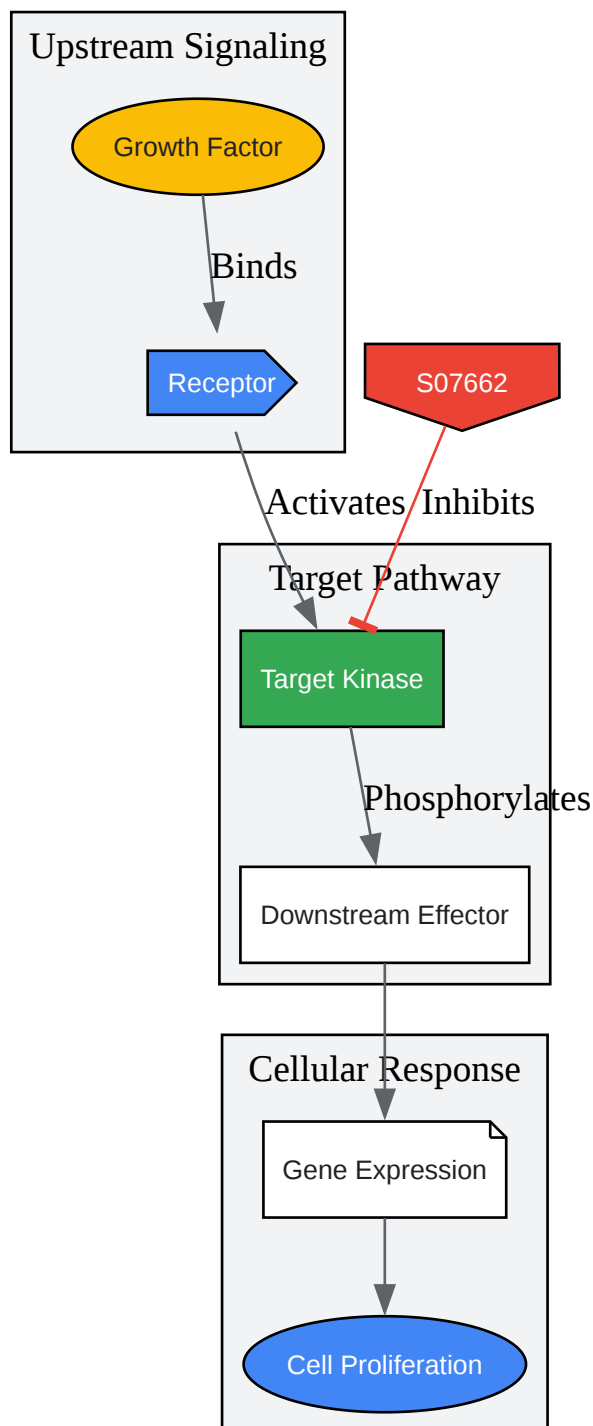 Upstream Signaling
Growth Factor
Binds
Receptor
S07662
Activates
Inhibits
Target Pathway
Target Kinase
Phosphorylates
Downstream Effector
Cellular Response
Gene Expression
Cell Proliferation